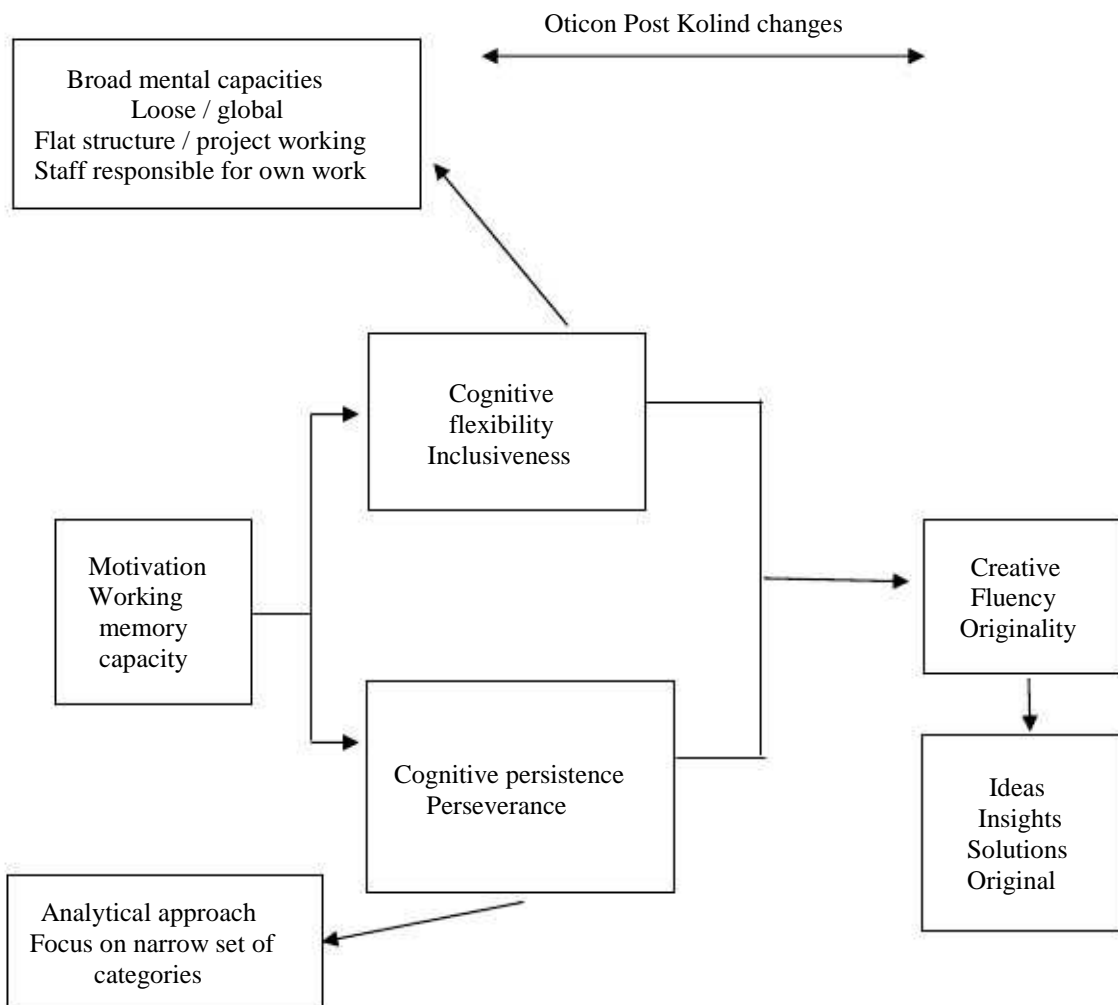 Oticon Post Kolind changes
Broad mental capacities
Loose / global
Flat structure / project working
Staff responsible for own work
Cognitive
flexibility
Inclusiveness
Motivation
Working
memory
capacity
Creative
Fluency
Originality
Cognitive persistence
Perseverance
Ideas
Insights
Solutions
Original
Analytical approach
Focus on narrow set of
categories